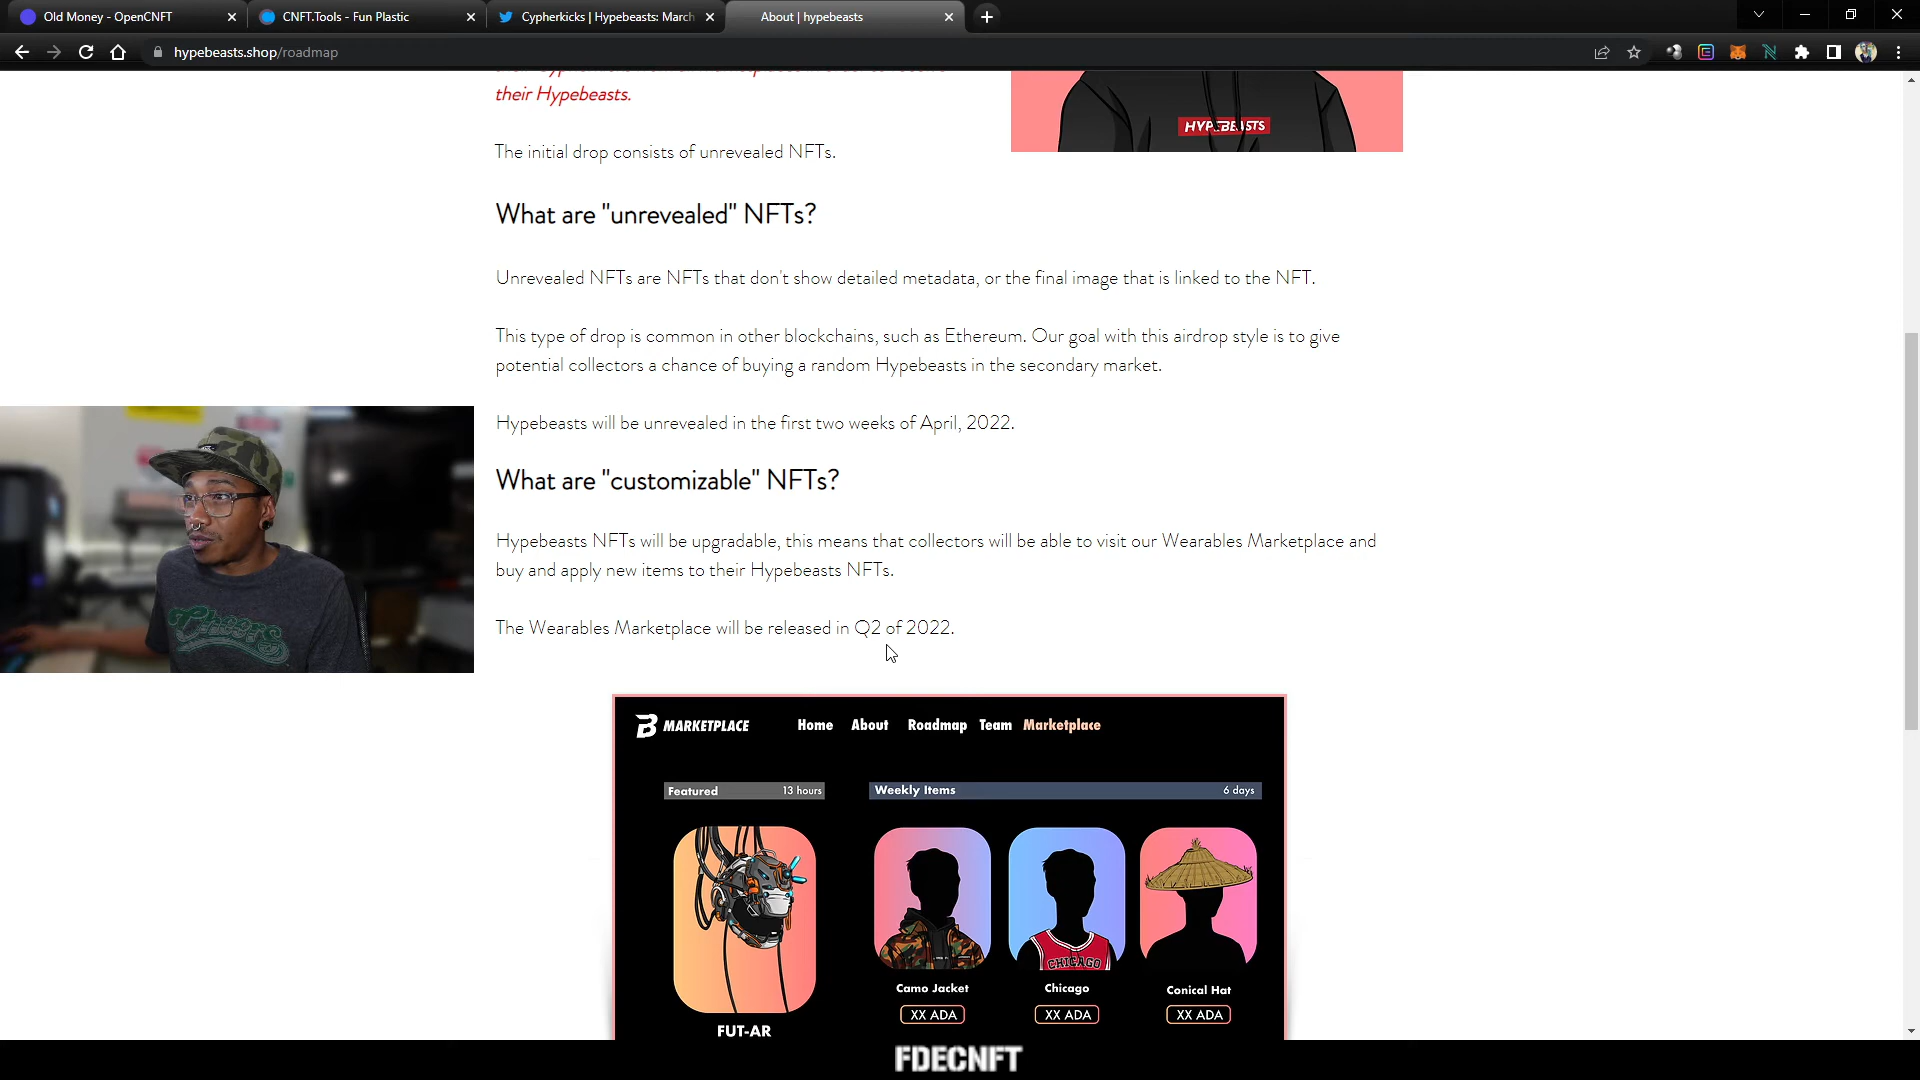 Old Money - OpenCNFT
CNFT.Tools - Fun Plastic
Cypherkicks | Hypebeasts: March
About | hypebeasts
hypebeasts.shop/roadmap
their Hypebeasts.
HYPEBEASTS
The initial drop consists of unrevealed NFTs.
What are "unrevealed" NFTs?
Unrevealed NFTs are NFTs that don't show detailed metadata, or the final image that is linked to the NFT.
This type of drop is common in other blockchains, such as Ethereum. Our goal with this airdrop style is to give
potential collectors a chance of buying a random Hypebeasts in the secondary market.
Hypebeasts will be unrevealed in the first two weeks of April, 2022.
What are "customizable" NFTs?
Hypebeasts NFTs will be upgradable, this means that collectors will be able to visit our Wearables Marketplace and
buy and apply new items to their Hypebeasts NFTs.
The Wearables Marketplace will be released in Q2 of 2022.
Cheers
B MARKETPLACE Home About Roadmap Team Marketplace
Featured 13 hours
Weekly Items 6 days
CHICAGO
Camo Jacket
Chicago
Conical Hat
XX ADA
XX ADA
XX ADA
FUT-AR
FDECNFT